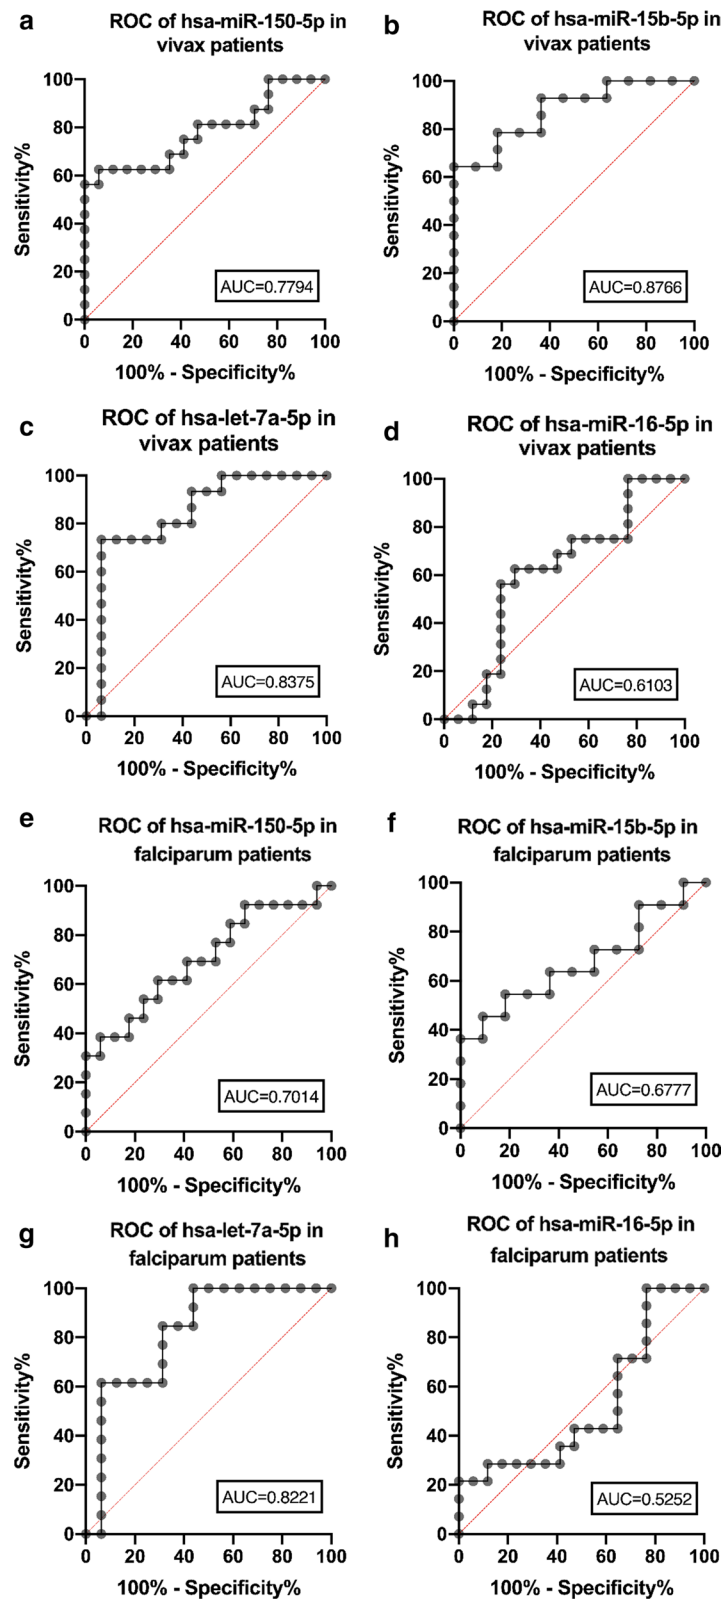 a
ROC of hsa-miR-150-5p in
vivax patients
Sensitivity%
100
80
60
40
20
0
AUC=0.7794
0 20 40 60 80 100
100% - Specificity%
b
ROC of hsa-miR-15b-5p in
vivax patients
Sensitivity%
100
80
60
40
20
0
AUC=0.8766
0 20 40 60 80 100
100% - Specificity%
c
ROC of hsa-let-7a-5p in
vivax patients
Sensitivity%
100
80
60
40
20
0
AUC=0.8375
0 20 40 60 80 100
100% - Specificity%
d
ROC of hsa-miR-16-5p in
vivax patients
Sensitivity%
100
80
60
40
20
0
AUC=0.6103
0 20 40 60 80 100
100% - Specificity%
e
ROC of hsa-miR-150-5p in
falciparum patients
Sensitivity%
100
80
60
40
20
0
AUC=0.7014
0 20 40 60 80 100
100% - Specificity%
f
ROC of hsa-miR-15b-5p in
falciparum patients
Sensitivity%
100
80
60
40
20
0
AUC=0.6777
0 20 40 60 80 100
100% - Specificity%
g
ROC of hsa-let-7a-5p in
falciparum patients
Sensitivity%
100
80
60
40
20
0
AUC=0.8221
0 20 40 60 80 100
100% - Specificity%
h
ROC of hsa-miR-16-5p in
falciparum patients
Sensitivity%
100
80
60
40
20
0
AUC=0.5252
0 20 40 60 80 100
100% - Specificity%